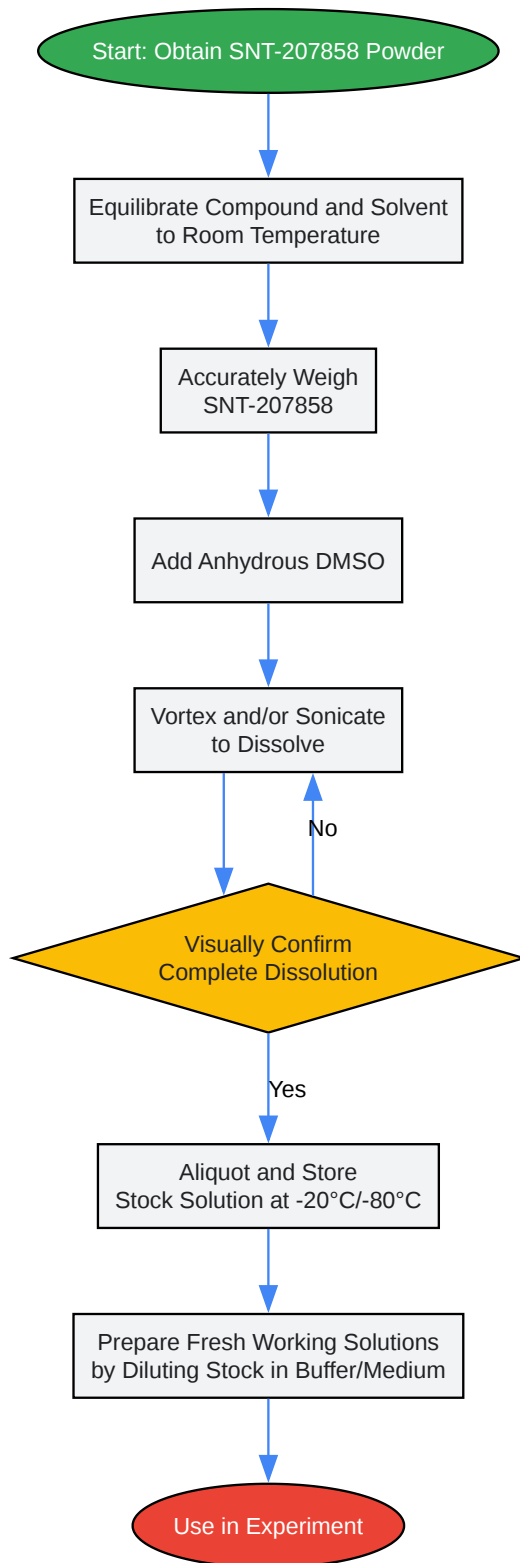 Start: Obtain SNT-207858 Powder
Equilibrate Compound and Solvent
to Room Temperature
Accurately Weigh
SNT-207858
Add Anhydrous DMSO
Vortex and/or Sonicate
to Dissolve
No
Visually Confirm
Complete Dissolution
Yes
Aliquot and Store
Stock Solution at -20°C/-80°C
Prepare Fresh Working Solutions
by Diluting Stock in Buffer/Medium
Use in Experiment